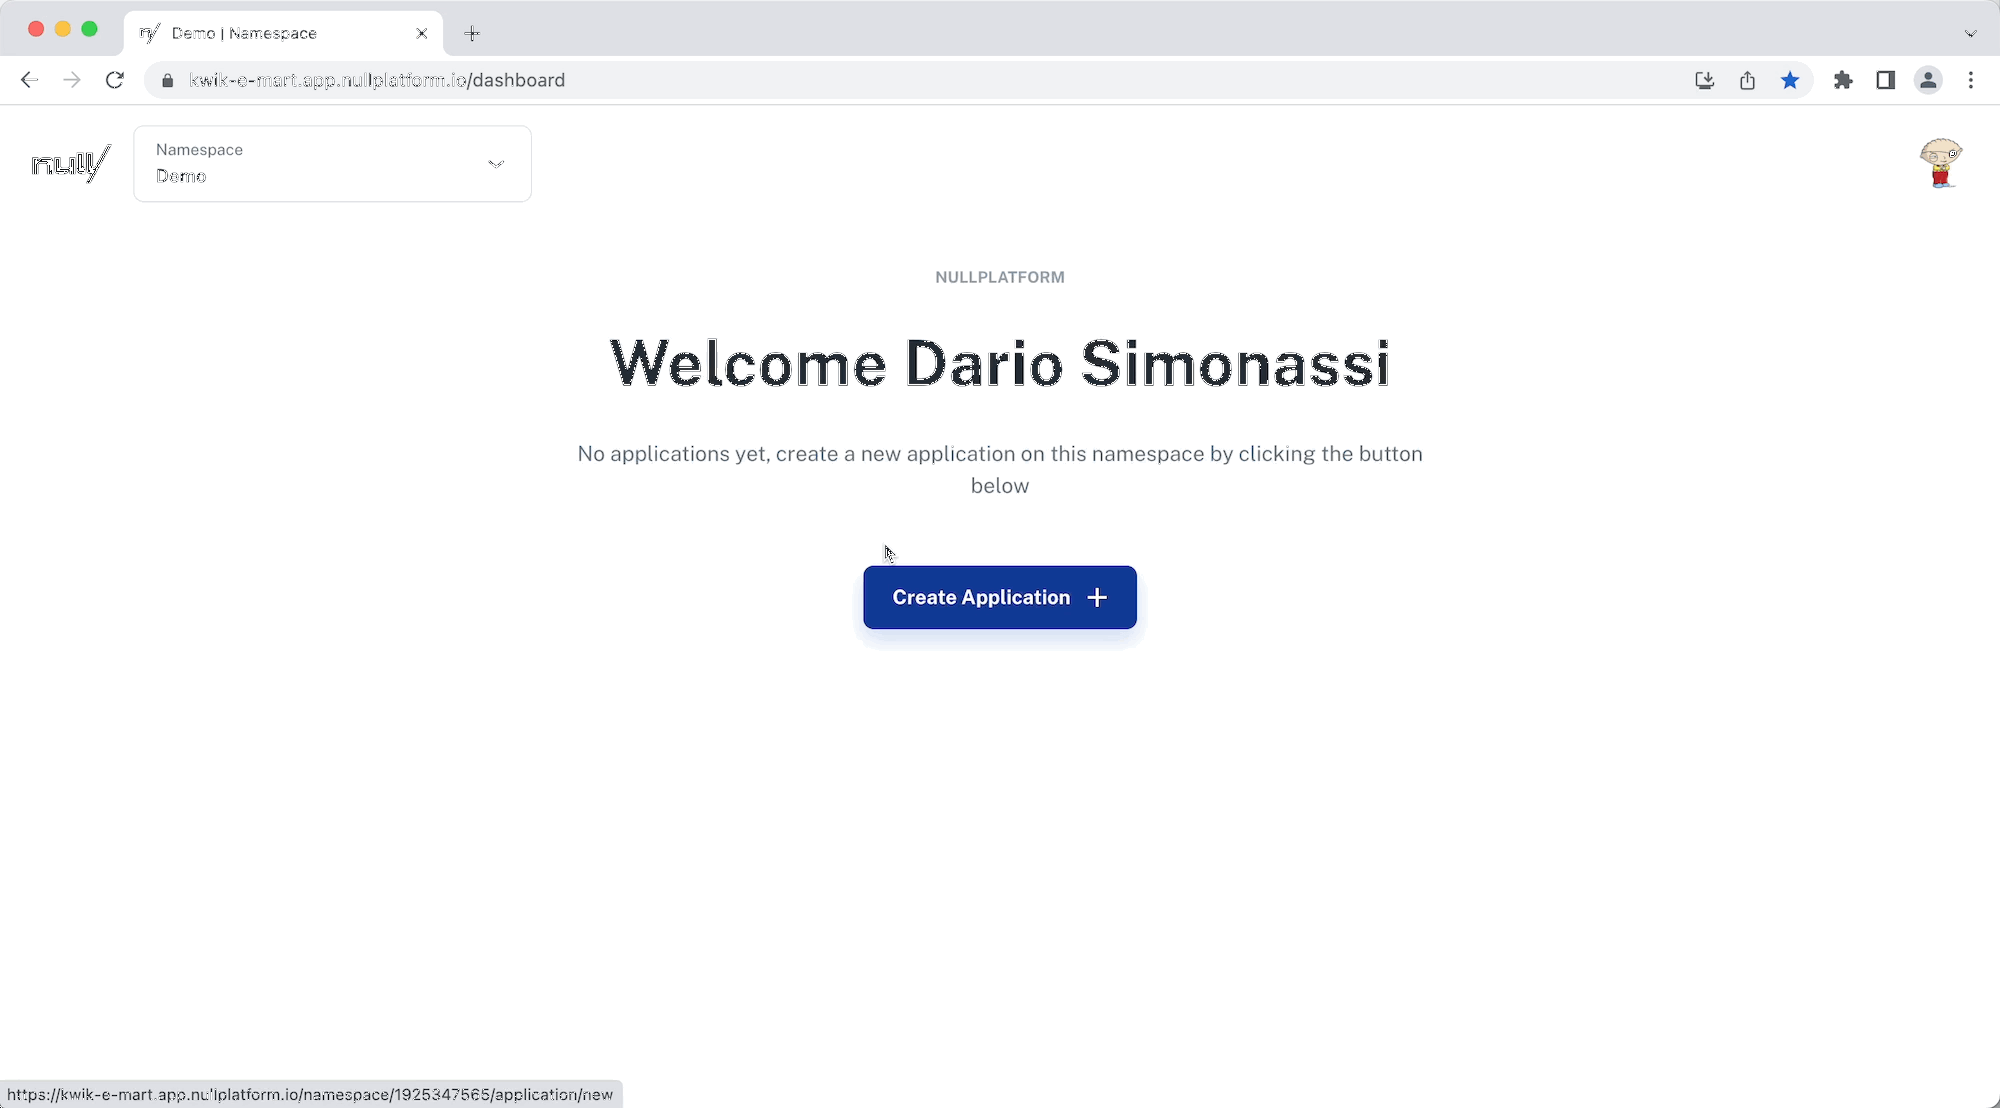 Demo | Namespace
kwik-e-mart.app.nullplatform.io/dashboard
null/
Namespace
Demo
NULLPLATFORM
Welcome Dario Simonassi
No applications yet, create a new application on this namespace by clicking the button
below
Create Application
https://kwik-e-mart.app.nullplatform.io/namespace/1925347565/application/new